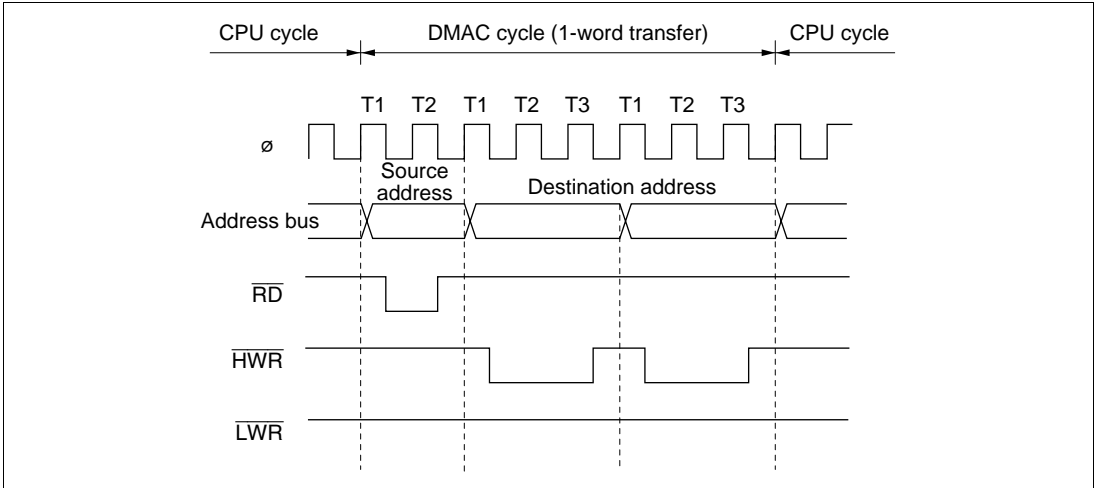 CPU cycle DMAC cycle (1-word transfer) CPU cycle
T1 T2 T1 T2 T3 T1 T2 T3
ø
Source
address
Destination address
Address bus
RD
HWR
LWR